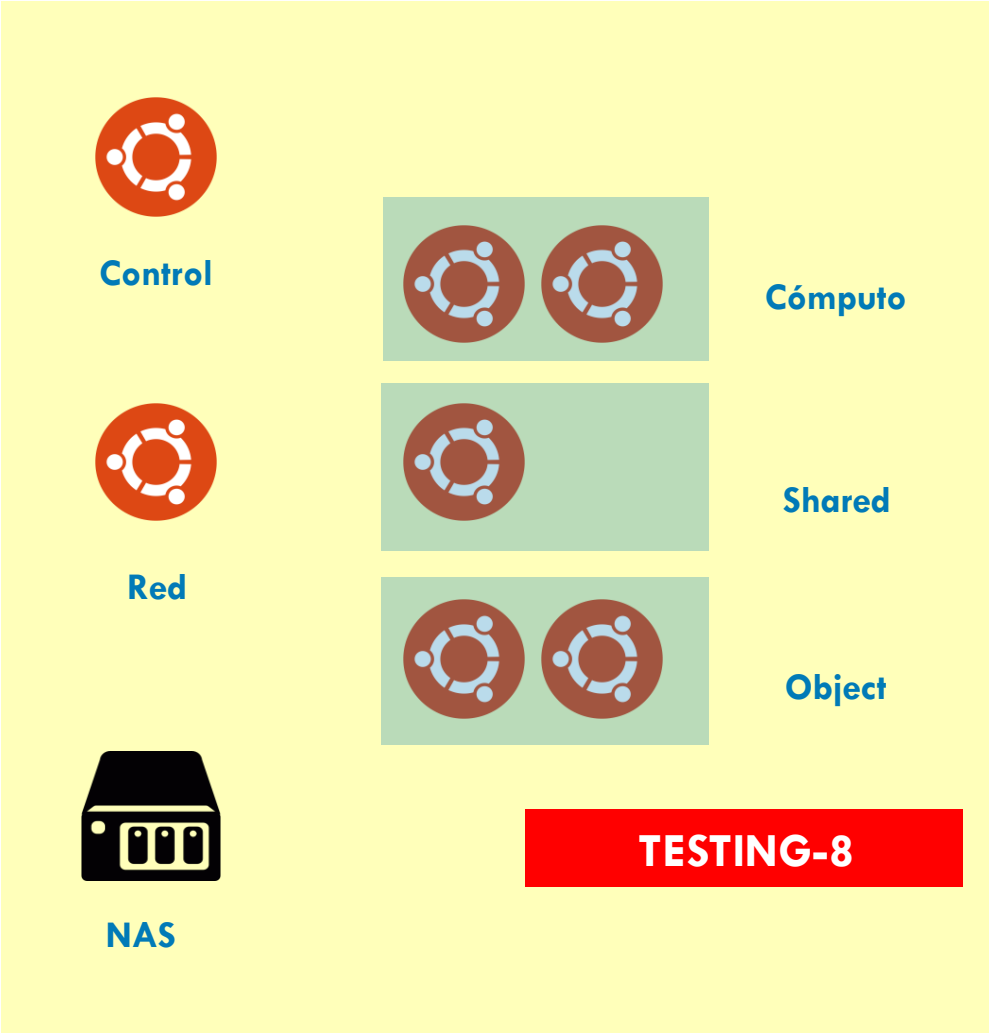 Control
Cómputo
Red
Shared
Object
NAS
TESTING-8